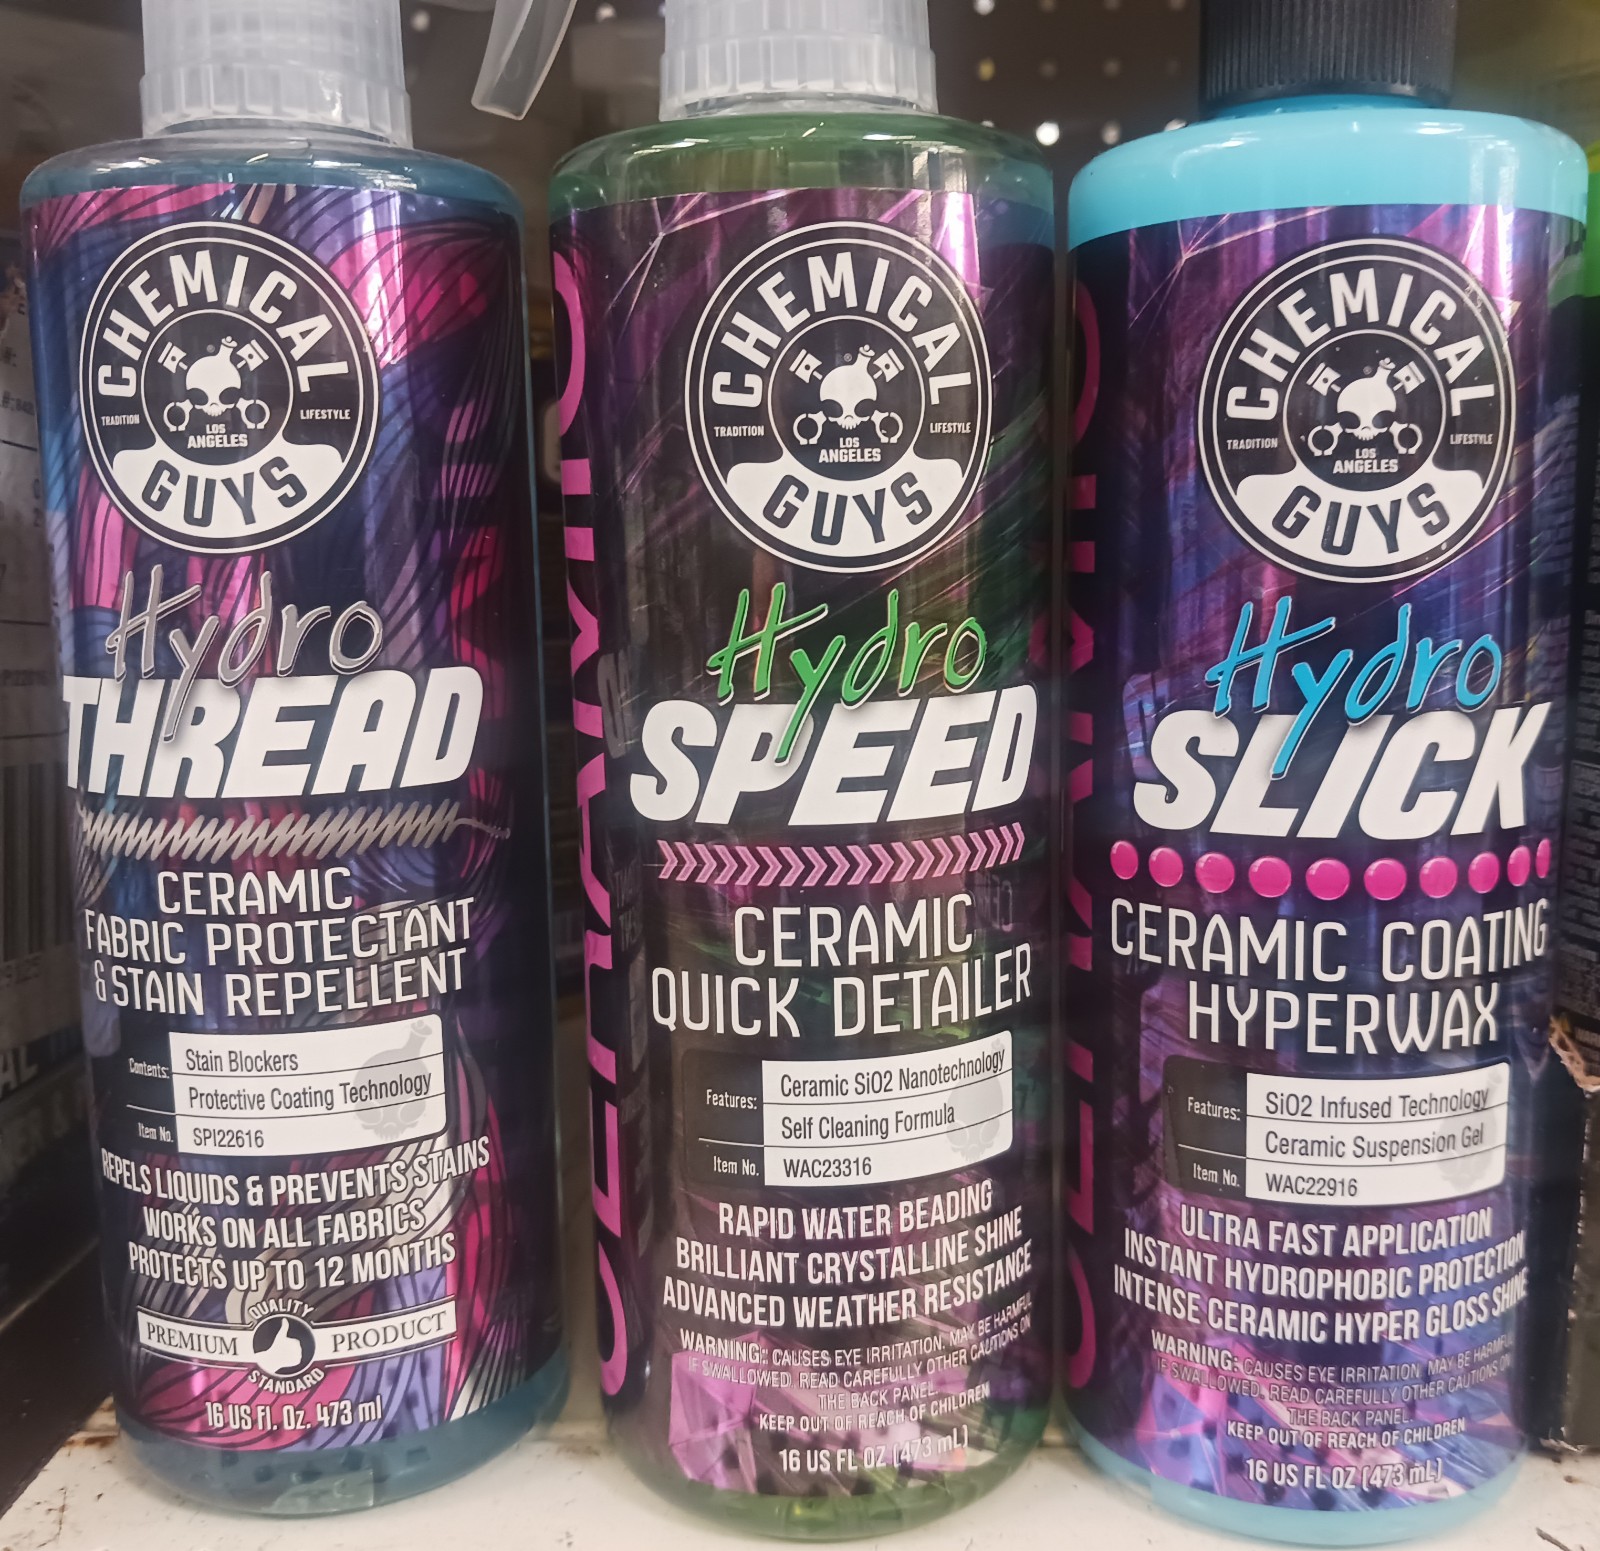 CHEMICAL
TRADITION
LIFESTYLE
LOS
ANGELES
GUYS
Hydro
THREAD
CERAMIC
FABRIC PROTECTANT
& STAIN REPELLENT
Contents: Stain Blockers
Protective Coating Technology
Item No. SPI22616
REPELS LIQUIDS & PREVENTS STAINS
WORKS ON ALL FABRICS
PROTECTS UP TO 12 MONTHS
QUALITY
PREMIUM PRODUCT
STANDARD
16 US Fl. Oz. 473 ml
CERAMIC
CHEMICAL
TRADITION
LIFESTYLE
LOS
ANGELES
GUYS
Hydro
SPEED
CERAMIC
QUICK DETAILER
Features: Ceramic SiO2 Nanotechnology
Self Cleaning Formula
Item No. WAC23316
RAPID WATER BEADING
BRILLIANT CRYSTALLINE SHINE
ADVANCED WEATHER RESISTANCE
WARNING: CAUSES EYE IRRITATION. MAY BE HARMFUL
IF SWALLOWED. READ CAREFULLY OTHER CAUTIONS ON
THE BACK PANEL.
KEEP OUT OF REACH OF CHILDREN
16 US FL OZ (473 mL)
CERAMIC
CHEMICAL
TRADITION
LIFESTYLE
LOS
ANGELES
GUYS
Hydro
SLICK
CERAMIC COATING
HYPERWAX
Features: SiO2 Infused Technology
Ceramic Suspension Gel
Item No. WAC22916
ULTRA FAST APPLICATION
INSTANT HYDROPHOBIC PROTECTION
INTENSE CERAMIC HYPER GLOSS SHINE
WARNING: CAUSES EYE IRRITATION. MAY BE HARMFUL
IF SWALLOWED. READ CAREFULLY OTHER CAUTIONS ON
THE BACK PANEL.
KEEP OUT OF REACH OF CHILDREN
16 US FL OZ (473 mL)